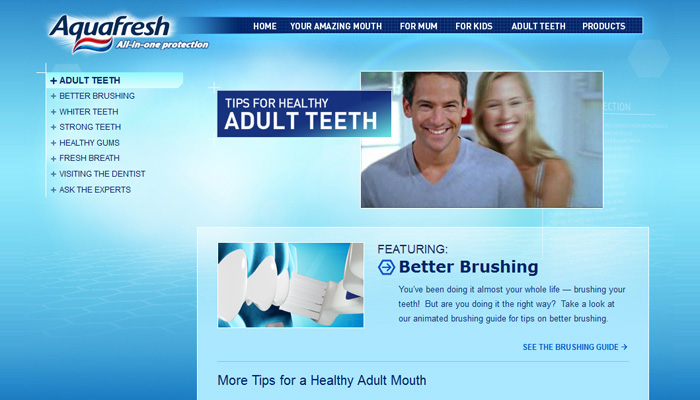 Aquafresh
All-in-one protection
HOME YOUR AMAZING MOUTH FOR MUM FOR KIDS ADULT TEETH PRODUCTS
+ ADULT TEETH
+ BETTER BRUSHING
+ WHITER TEETH
+ STRONG TEETH
+ HEALTHY GUMS
+ FRESH BREATH
+ VISITING THE DENTIST
+ ASK THE EXPERTS
TIPS FOR HEALTHY
ADULT TEETH
FEATURING:
Better Brushing
You've been doing it almost your whole life — brushing your
teeth! But are you doing it the right way? Take a look at
our animated brushing guide for tips on better brushing.
SEE THE BRUSHING GUIDE →
More Tips for a Healthy Adult Mouth